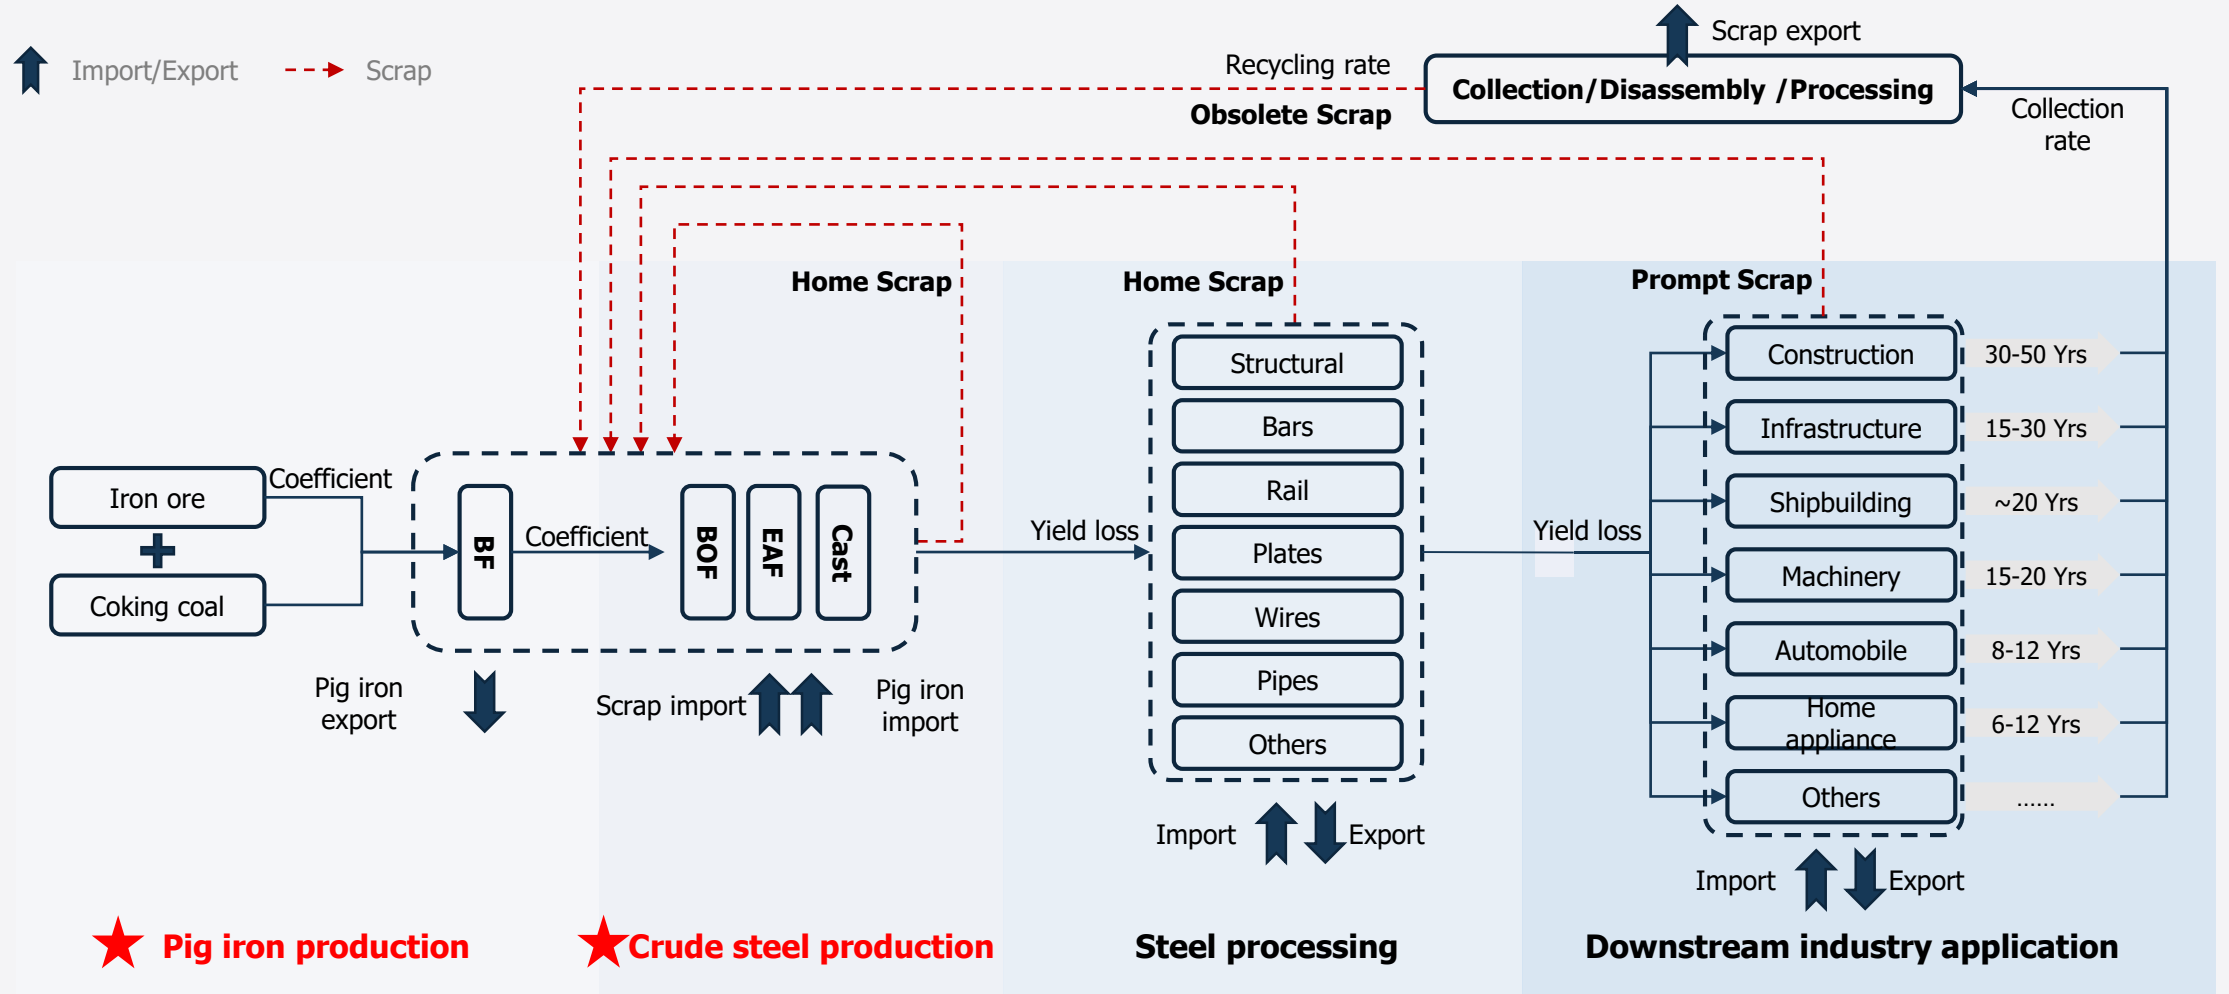 Scrap export
Import/Export
Scrap
Recycling rate
Collection/Disassembly /Processing
Obsolete Scrap
Collection
rate
Home Scrap
Home Scrap
Prompt Scrap
Iron ore
Coking coal
Coefficient
BF
Coefficient
BOF
EAF
Cast
Yield loss
Structural
Bars
Rail
Plates
Wires
Pipes
Others
Yield loss
Construction
30-50 Yrs
Infrastructure
15-30 Yrs
Shipbuilding
~20 Yrs
Machinery
15-20 Yrs
Automobile
8-12 Yrs
Home
appliance
6-12 Yrs
Others
......
Pig iron
export
Scrap import
Pig iron
import
Import
Export
Import
Export
Pig iron production
Crude steel production
Steel processing
Downstream industry application